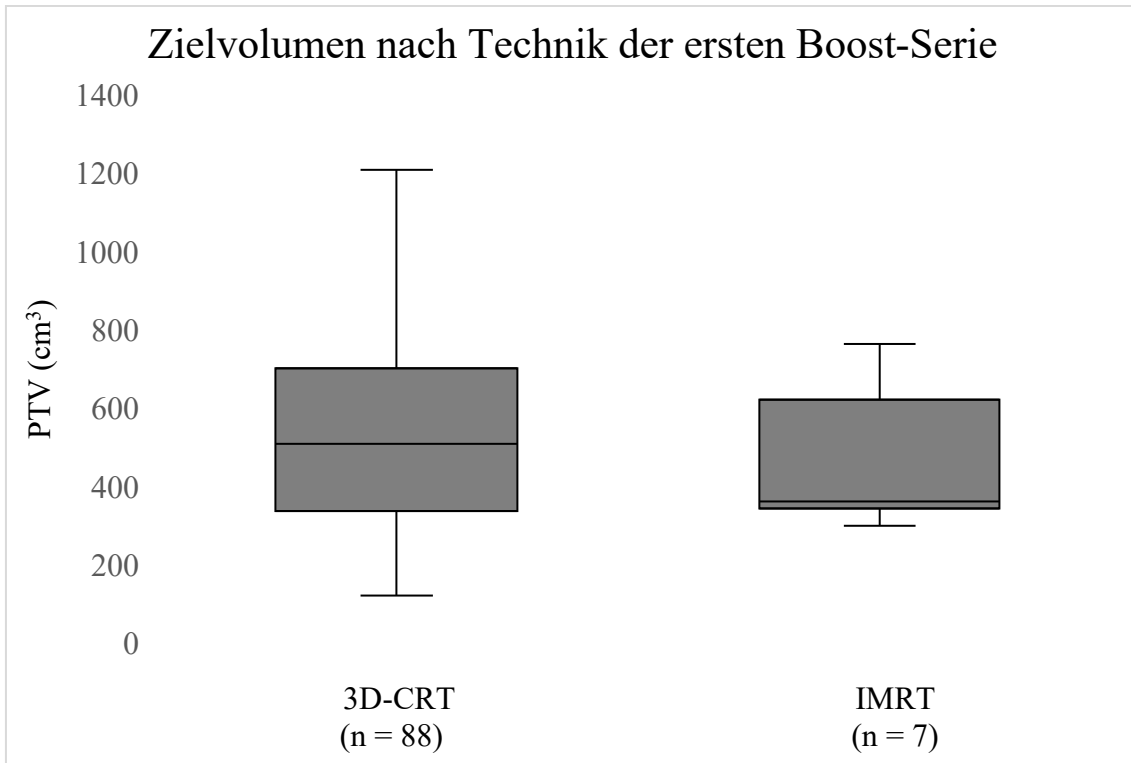 Zielvolumen nach Technik der ersten Boost-Serie
1400
1200
1000
800
600
400
200
0
PTV (cm³)
3D-CRT
(n = 88)
IMRT
(n = 7)